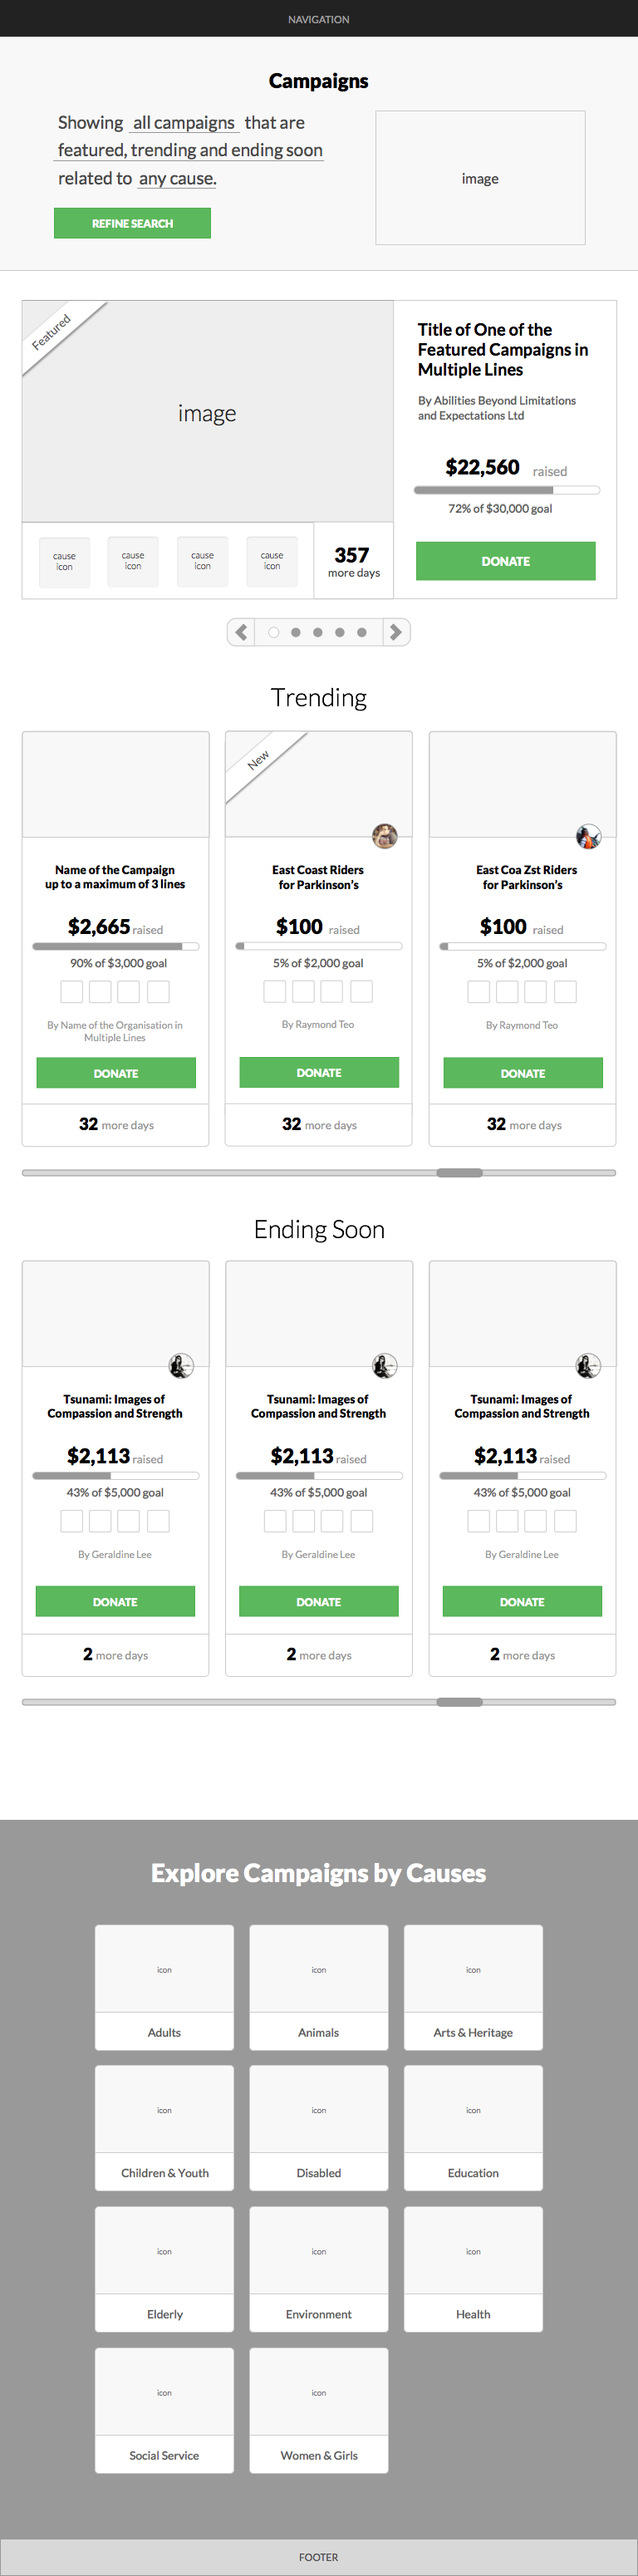 NAVIGATION
Campaigns
Showing all campaigns that are
featured, trending and ending soon
related to any cause.
REFINE SEARCH
image
Featured
image
cause
icon
cause
icon
cause
icon
cause
icon
357
more days
Title of One of the
Featured Campaigns in
Multiple Lines
By Abilities Beyond Limitations
and Expectations Ltd
$22,560 raised
72% of $30,000 goal
DONATE
Trending
Name of the Campaign
up to a maximum of 3 lines
$2,665 raised
90% of $3,000 goal
By Name of the Organisation in
Multiple Lines
DONATE
32 more days
New
East Coast Riders
for Parkinson's
$100 raised
5% of $2,000 goal
By Raymond Teo
DONATE
32 more days
East Coa Zst Riders
for Parkinson's
$100 raised
5% of $2,000 goal
By Raymond Teo
DONATE
32 more days
Ending Soon
Tsunami: Images of
Compassion and Strength
$2,113 raised
43% of $5,000 goal
By Geraldine Lee
DONATE
2 more days
Tsunami: Images of
Compassion and Strength
$2,113 raised
43% of $5,000 goal
By Geraldine Lee
DONATE
2 more days
Tsunami: Images of
Compassion and Strength
$2,113 raised
43% of $5,000 goal
By Geraldine Lee
DONATE
2 more days
Explore Campaigns by Causes
icon
Adults
icon
Animals
icon
Arts & Heritage
icon
Children & Youth
icon
Disabled
icon
Education
icon
Elderly
icon
Environment
icon
Health
icon
Social Service
icon
Women & Girls
FOOTER